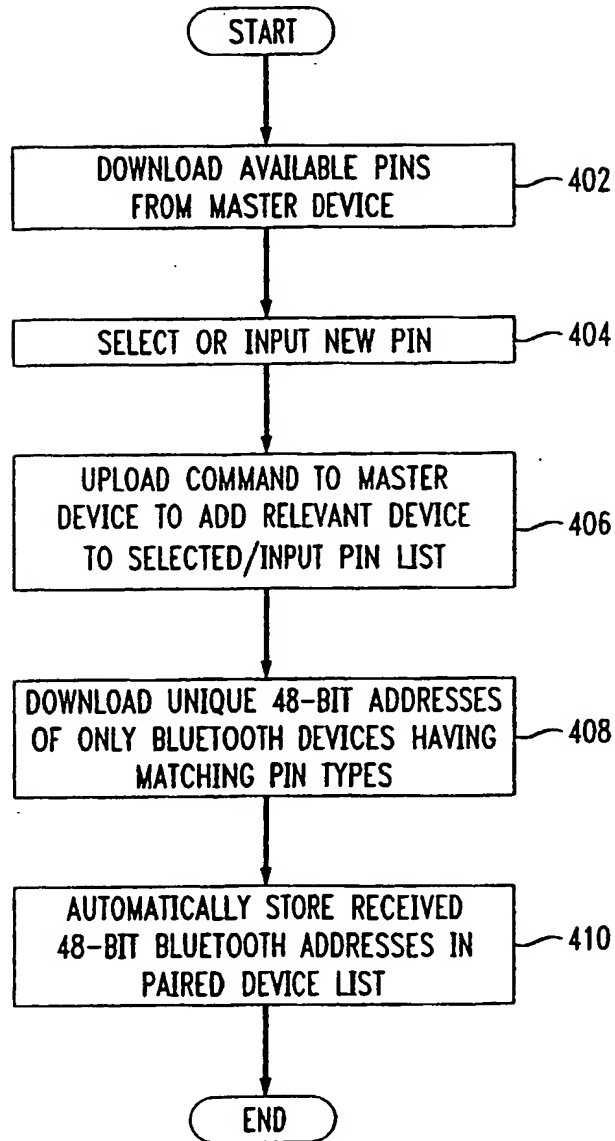 START
DOWNLOAD AVAILABLE PINS
FROM MASTER DEVICE
402
SELECT OR INPUT NEW PIN
404
UPLOAD COMMAND TO MASTER
DEVICE TO ADD RELEVANT DEVICE
TO SELECTED/INPUT PIN LIST
406
DOWNLOAD UNIQUE 48-BIT ADDRESSES
OF ONLY BLUETOOTH DEVICES HAVING
MATCHING PIN TYPES
408
AUTOMATICALLY STORE RECEIVED
48-BIT BLUETOOTH ADDRESSES IN
PAIRED DEVICE LIST
410
END